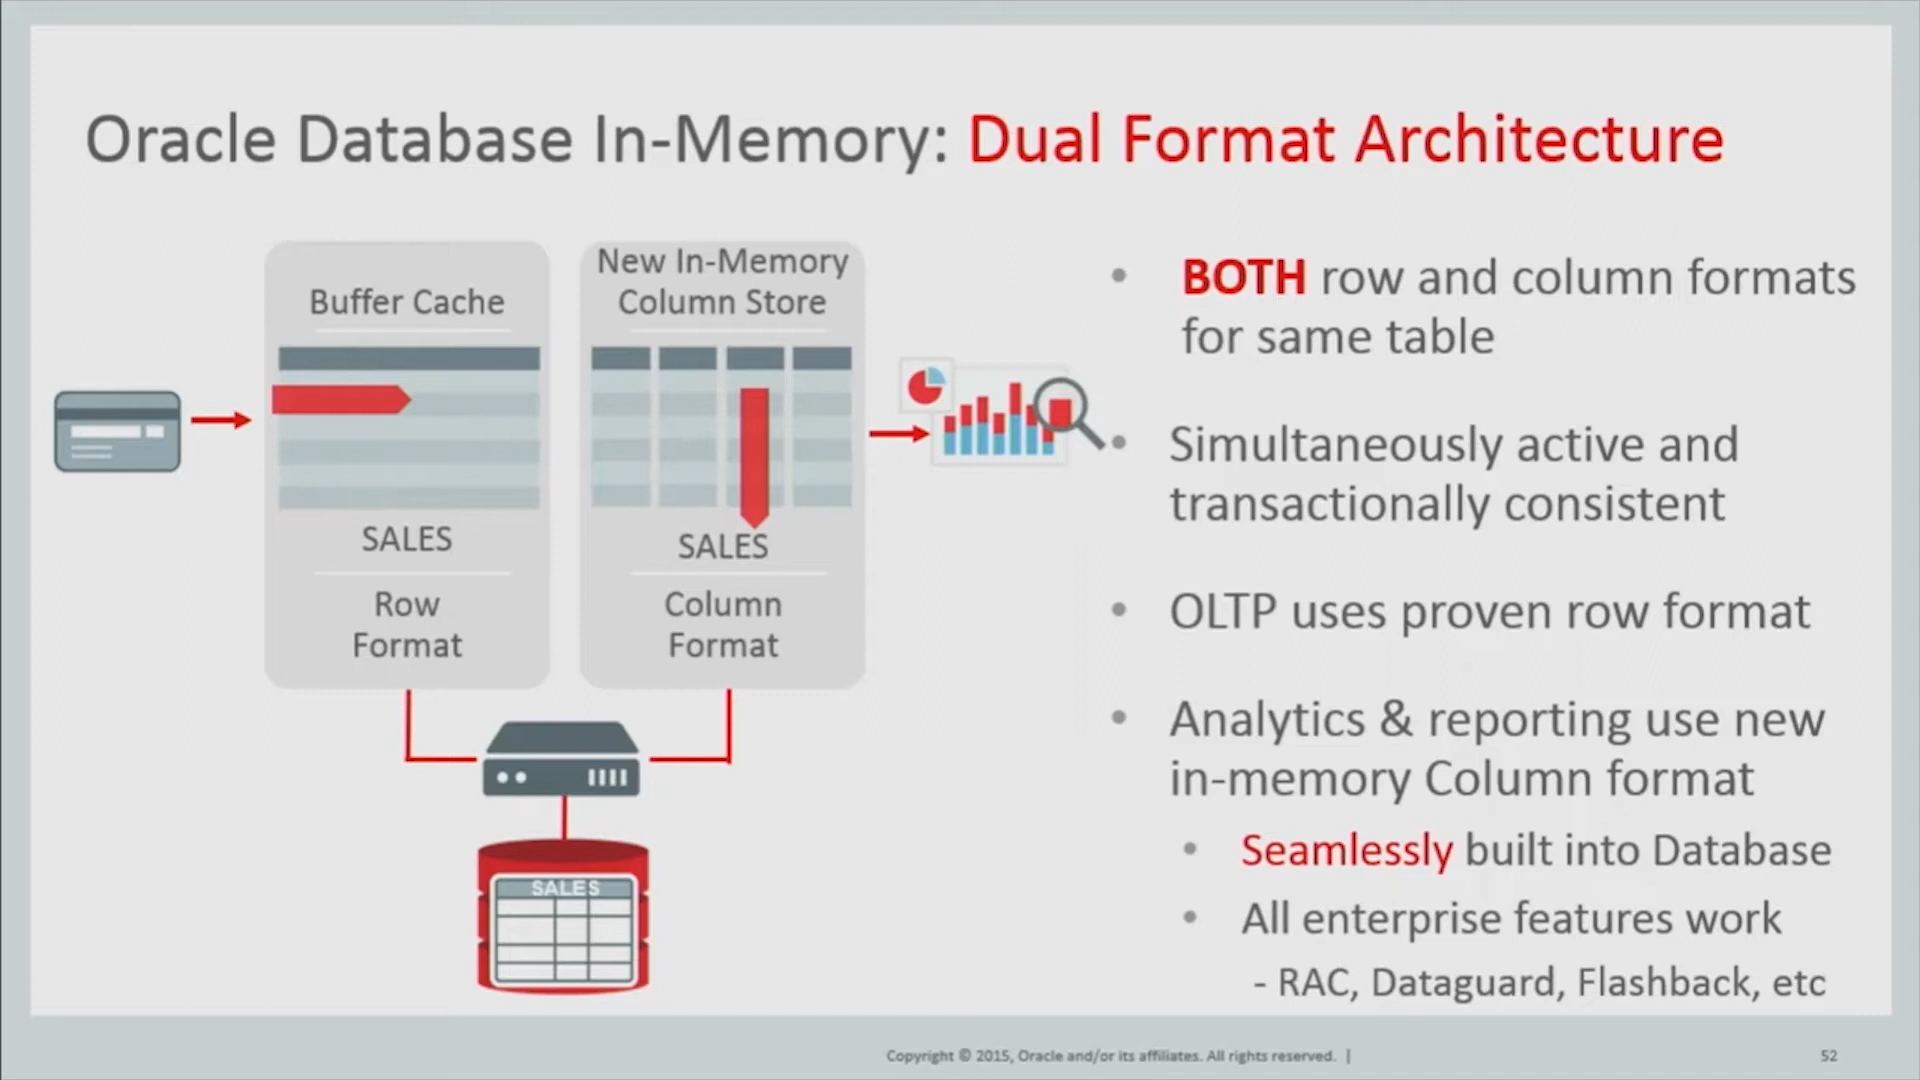 Oracle Database In-Memory: Dual Format Architecture
Buffer Cache
SALES
Row
Format
New In-Memory
Column Store
SALES
Column
Format
SALES
• BOTH row and column formats
for same table
• Simultaneously active and
transactionally consistent
• OLTP uses proven row format
• Analytics & reporting use new
in-memory Column format
• Seamlessly built into Database
• All enterprise features work
- RAC, Dataguard, Flashback, etc
Copyright © 2015, Oracle and/or its affiliates. All rights reserved. |
52